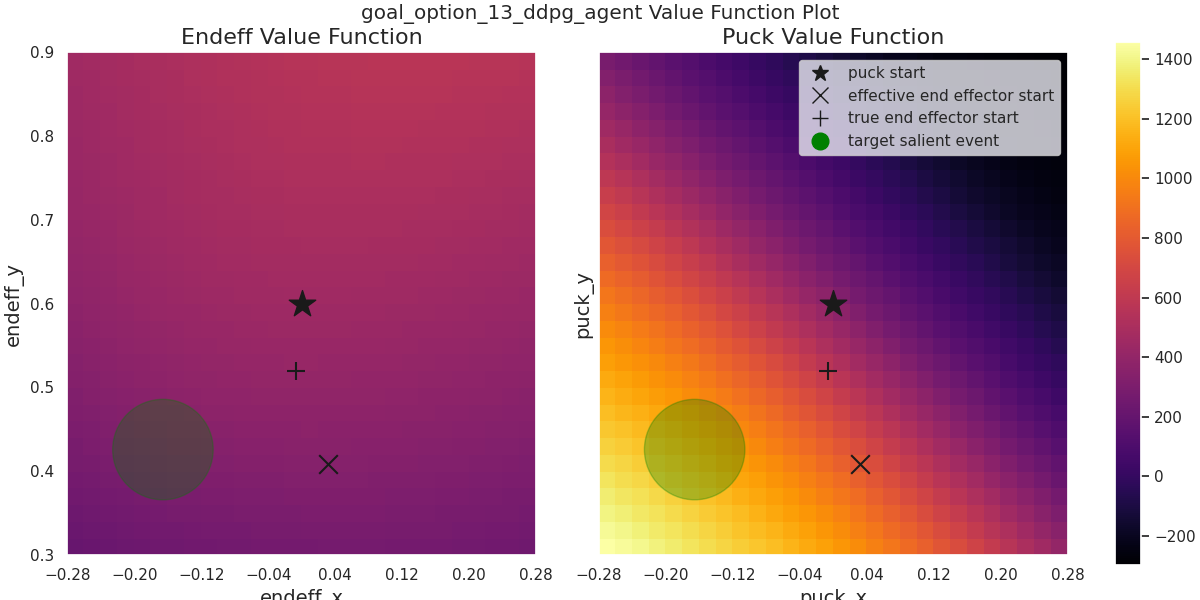 goal_option_13_ddpg_agent Value Function Plot
Endeff Value Function
Puck Value Function
0.9
0.8
0.7
0.6
0.5
0.4
0.3
endeff_y
−0.28 −0.20 −0.12 −0.04 0.04 0.12 0.20 0.28
endeff_x
puck start
effective end effector start
true end effector start
target salient event
puck_y
−0.28 −0.20 −0.12 −0.04 0.04 0.12 0.20 0.28
puck_x
1400
1200
1000
800
600
400
200
0
−200